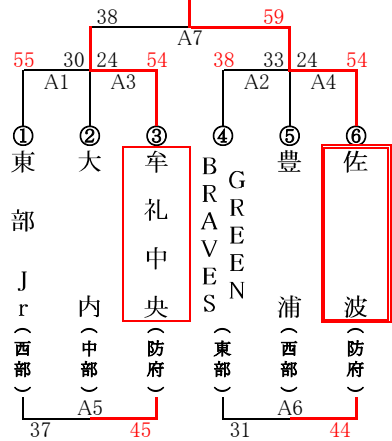 38 59
A7
55 30 24 54 38 33 24 54
A1 A3 A2 A4
① ② ③ ④ ⑤ ⑥
東部Jr(西部)
大内(中部)
牟礼中央(防府)
GREEN
BRAVES(東部)
豊浦(西部)
佐波(防府)
A5 A6
37 45 31 44